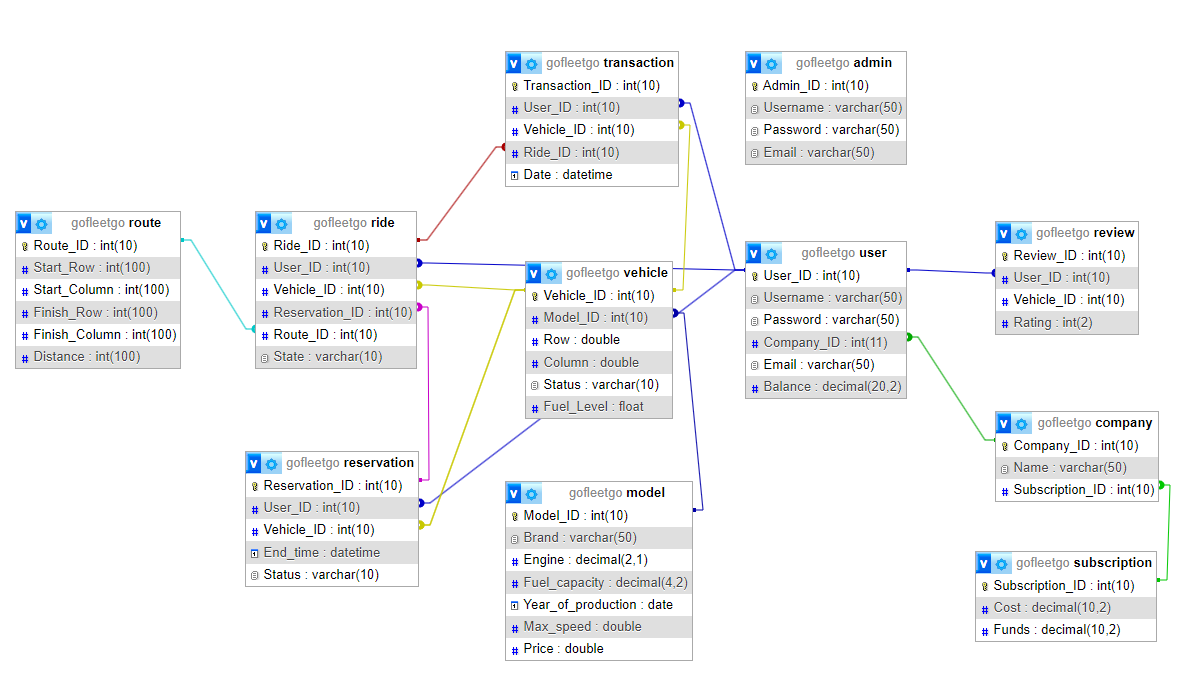 gofleetgo transaction
Transaction_ID : int(10)
User_ID : int(10)
Vehicle_ID : int(10)
Ride_ID : int(10)
Date : datetime
gofleetgo admin
Admin_ID : int(10)
Username : varchar(50)
Password : varchar(50)
Email : varchar(50)
gofleetgo route
Route_ID : int(10)
Start_Row : int(100)
Start_Column : int(100)
Finish_Row : int(100)
Finish_Column : int(100)
Distance : int(100)
gofleetgo ride
Ride_ID : int(10)
User_ID : int(10)
Vehicle_ID : int(10)
Reservation_ID : int(10)
Route_ID : int(10)
State : varchar(10)
gofleetgo vehicle
Vehicle_ID : int(10)
Model_ID : int(10)
Row : double
Column : double
Status : varchar(10)
Fuel_Level : float
gofleetgo user
User_ID : int(10)
Username : varchar(50)
Password : varchar(50)
Company_ID : int(11)
Email : varchar(50)
Balance : decimal(20,2)
gofleetgo review
Review_ID : int(10)
User_ID : int(10)
Vehicle_ID : int(10)
Rating : int(2)
gofleetgo reservation
Reservation_ID : int(10)
User_ID : int(10)
Vehicle_ID : int(10)
End_time : datetime
Status : varchar(10)
gofleetgo model
Model_ID : int(10)
Brand : varchar(50)
Engine : decimal(2,1)
Fuel_capacity : decimal(4,2)
Year_of_production : date
Max_speed : double
Price : double
gofleetgo company
Company_ID : int(10)
Name : varchar(50)
Subscription_ID : int(10)
gofleetgo subscription
Subscription_ID : int(10)
Cost : decimal(10,2)
Funds : decimal(10,2)